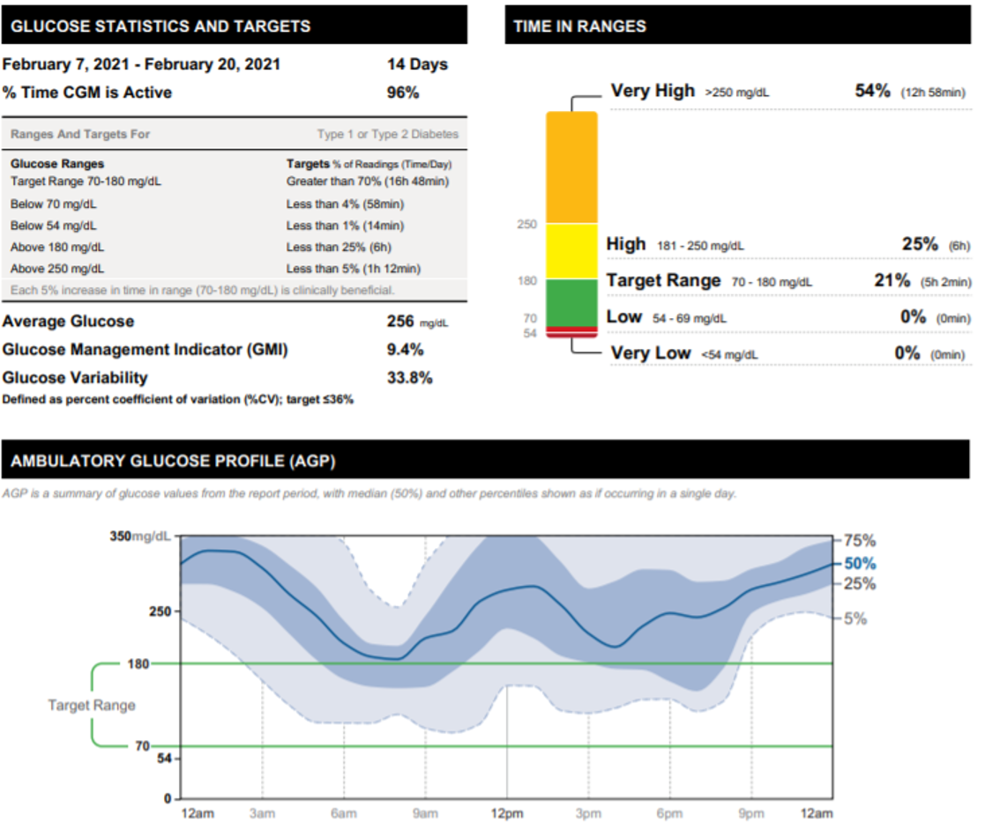 GLUCOSE STATISTICS AND TARGETS
February 7, 2021 - February 20, 2021 14 Days
% Time CGM is Active 96%
Ranges And Targets For Type 1 or Type 2 Diabetes
Glucose Ranges Targets % of Readings (Time/Day)
Target Range 70-180 mg/dL Greater than 70% (16h 48min)
Below 70 mg/dL Less than 4% (58min)
Below 54 mg/dL Less than 1% (14min)
Above 180 mg/dL Less than 25% (6h)
Above 250 mg/dL Less than 5% (1h 12min)
Each 5% increase in time in range (70-180 mg/dL) is clinically beneficial.
Average Glucose 256 mg/dL
Glucose Management Indicator (GMI) 9.4%
Glucose Variability 33.8%
Defined as percent coefficient of variation (%CV); target ≤36%
TIME IN RANGES
Very High >250 mg/dL 54% (12h 58min)
250
High 181 - 250 mg/dL 25% (6h)
180
Target Range 70 - 180 mg/dL 21% (5h 2min)
70
Low 54 - 69 mg/dL 0% (0min)
54
Very Low <54 mg/dL 0% (0min)
AMBULATORY GLUCOSE PROFILE (AGP)
AGP is a summary of glucose values from the report period, with median (50%) and other percentiles shown as if occurring in a single day.
350mg/dL
75%
50%
25%
250
5%
180
Target Range
70
54
0
12am 3am 6am 9am 12pm 3pm 6pm 9pm 12am